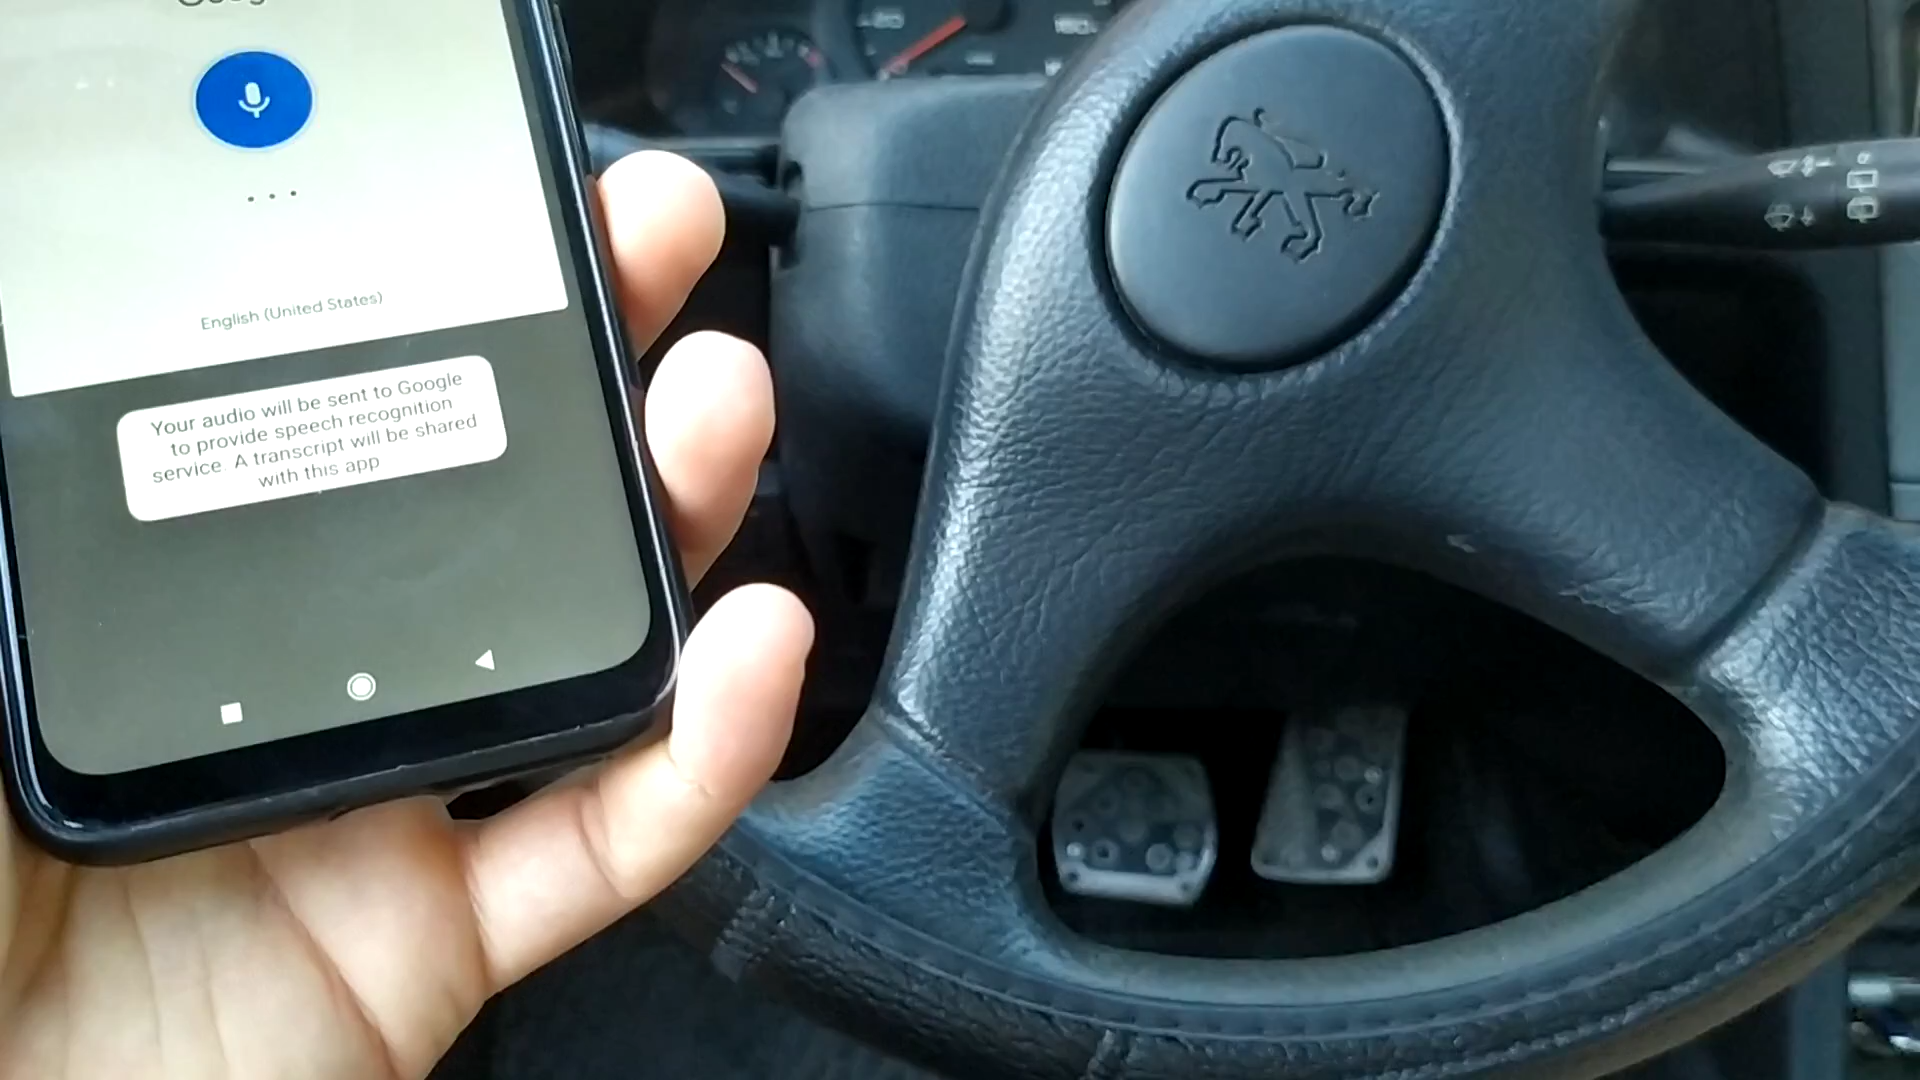 English (United States)
Your audio will be sent to Google
to provide speech recognition
service. A transcript will be shared
with this app